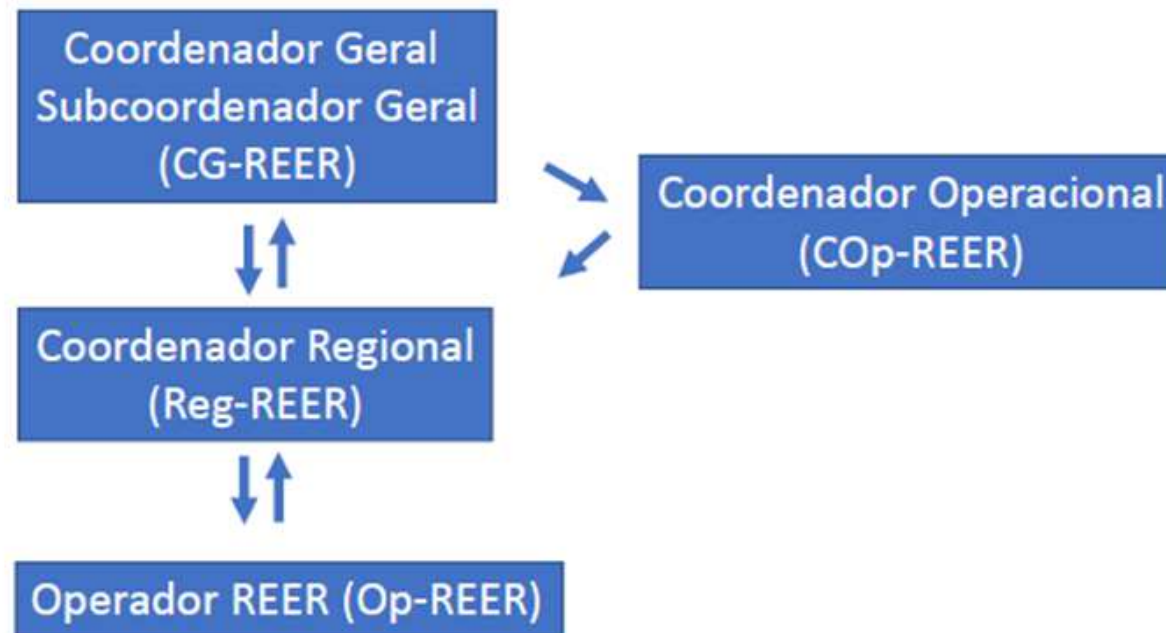 Coordenador Geral
Subcoordenador Geral
(CG-REER)
Coordenador Operacional
(COp-REER)
Coordenador Regional
(Reg-REER)
Operador REER (Op-REER)